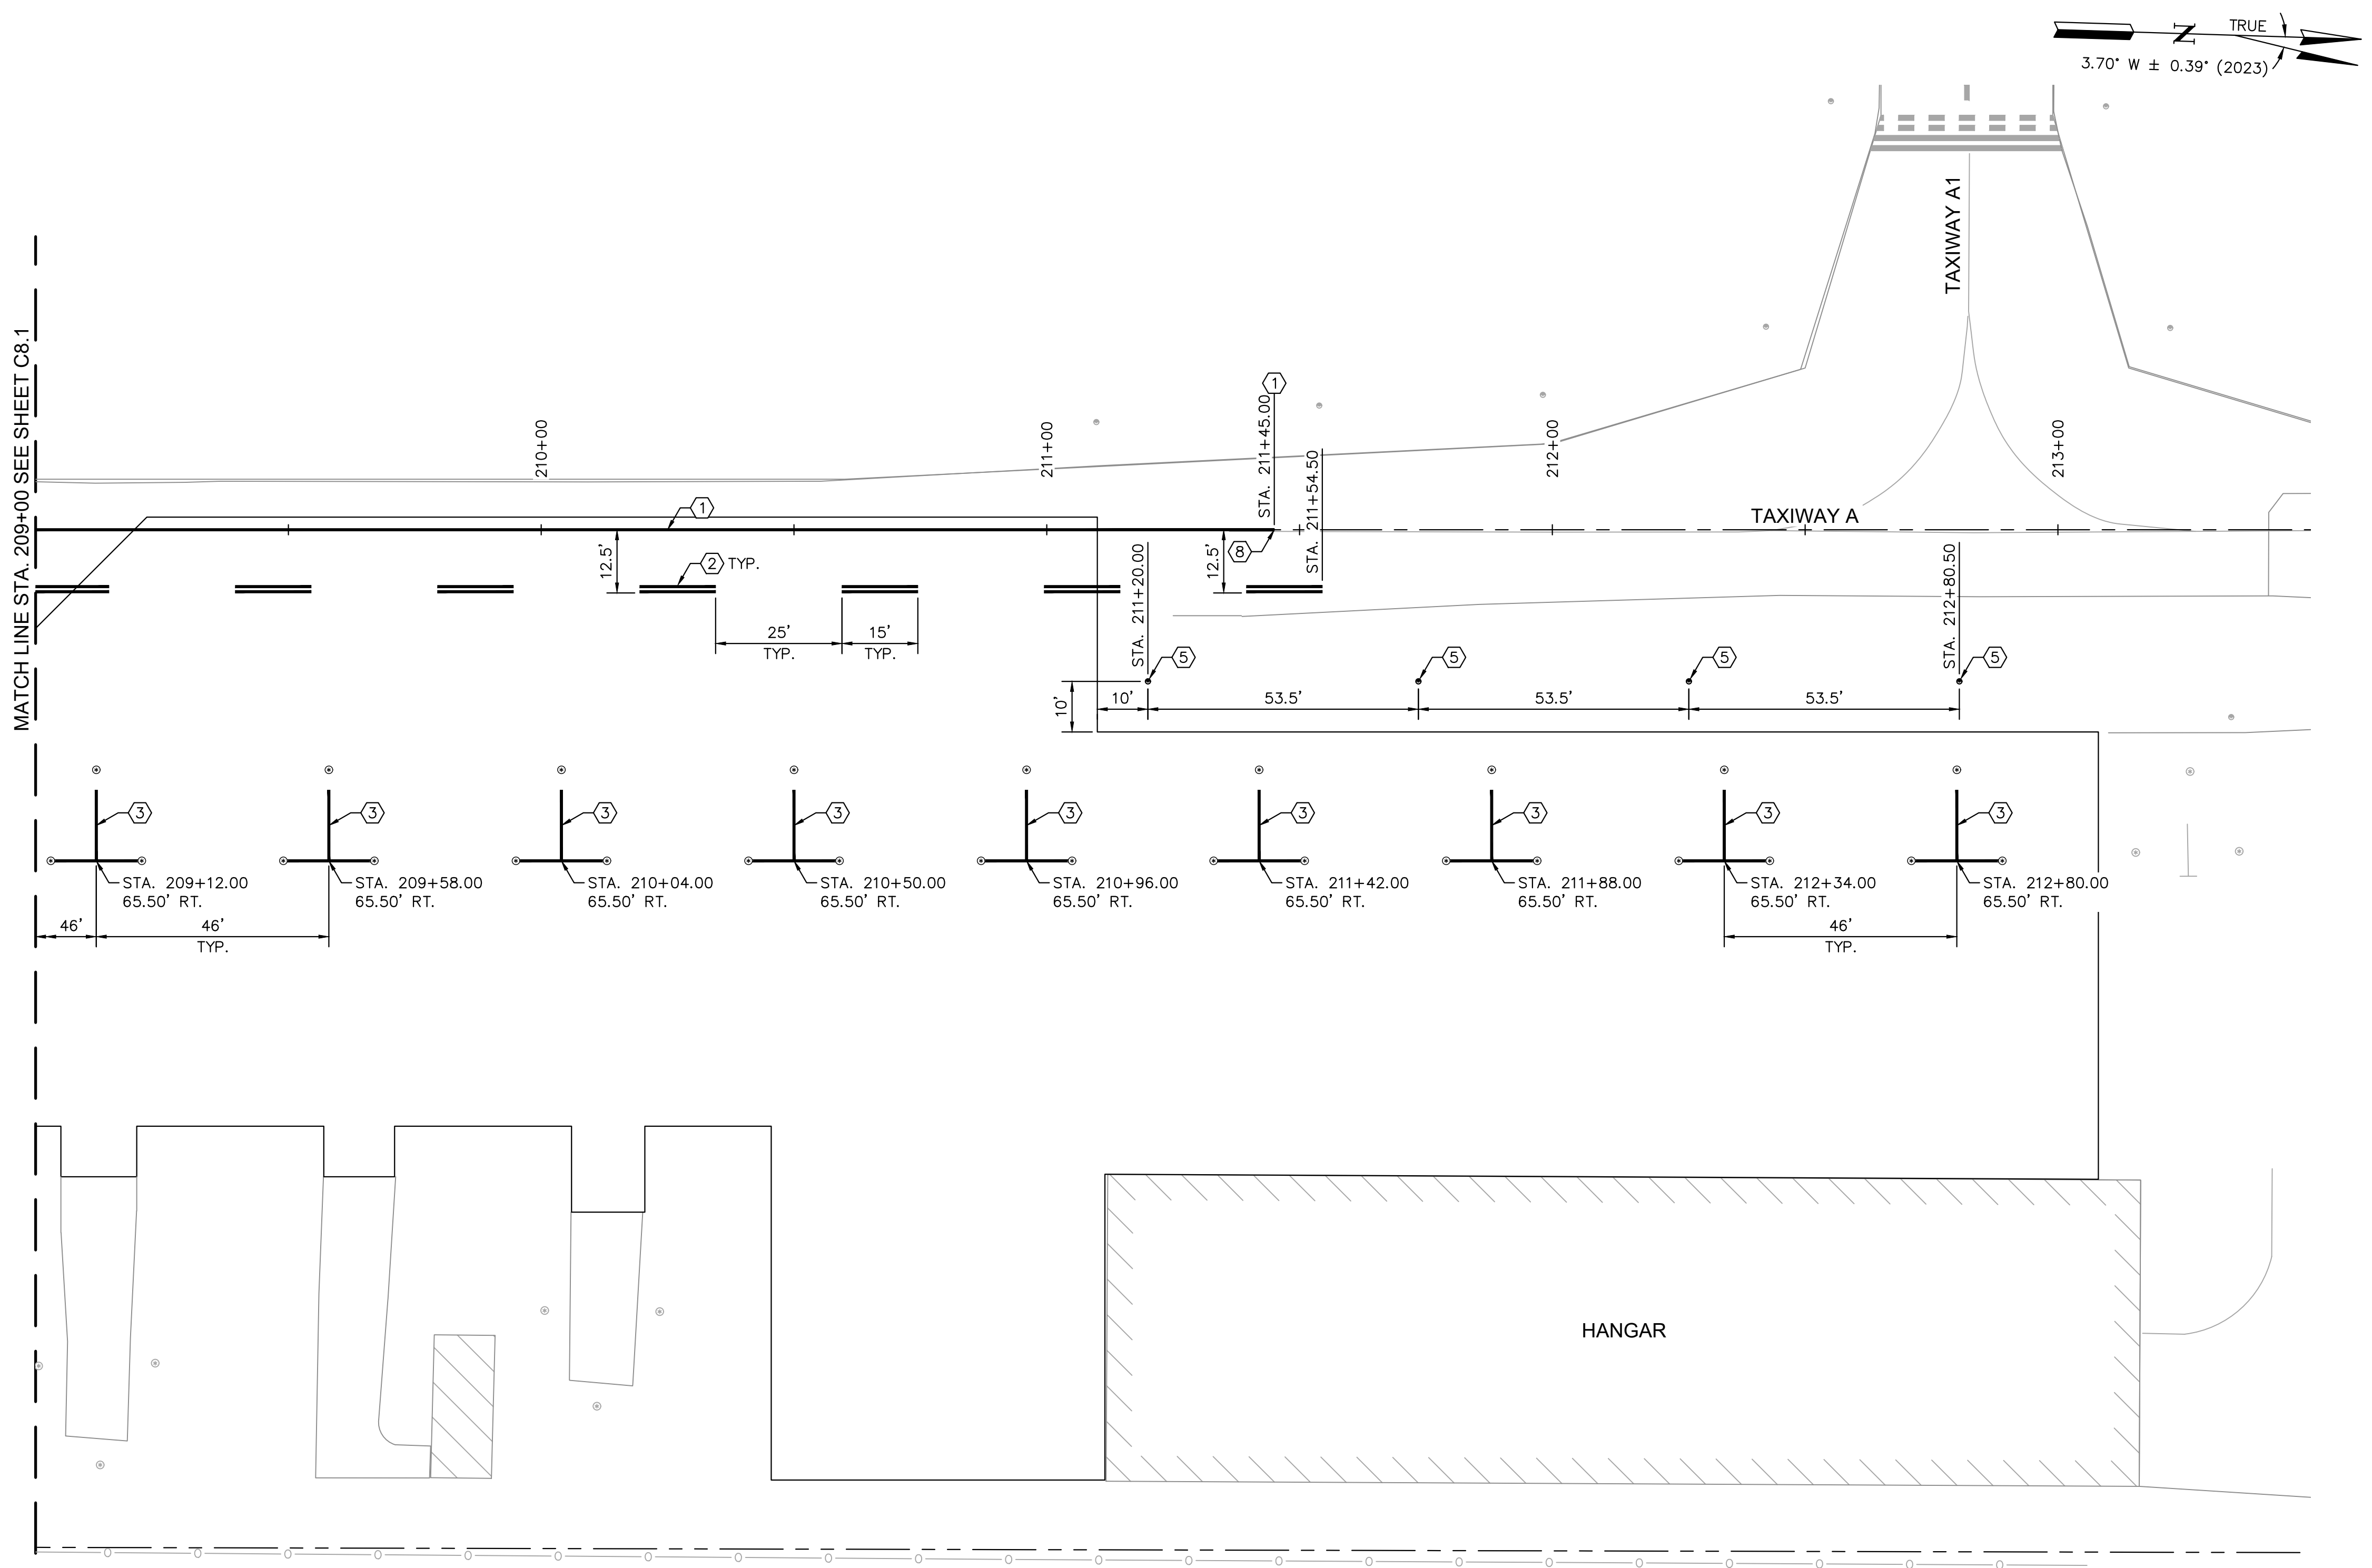 TRUE
N
3.70° W ± 0.39° (2023)
TAXIWAY A1
MATCH LINE STA. 209+00 SEE SHEET C8.1
210+00
211+00
STA. 211+45.00
1
STA. 211+54.50
212+00
213+00
TAXIWAY A
1
8
12.5'
2 TYP.
12.5'
STA. 211+20.00
STA. 212+80.50
25'
TYP.
15'
TYP.
5
5
5
5
10'
10'
53.5'
53.5'
53.5'
3
3
3
3
3
3
3
3
3
STA. 209+12.00
65.50' RT.
STA. 209+58.00
65.50' RT.
STA. 210+04.00
65.50' RT.
STA. 210+50.00
65.50' RT.
STA. 210+96.00
65.50' RT.
STA. 211+42.00
65.50' RT.
STA. 211+88.00
65.50' RT.
STA. 212+34.00
65.50' RT.
STA. 212+80.00
65.50' RT.
46'
46'
TYP.
46'
TYP.
HANGAR